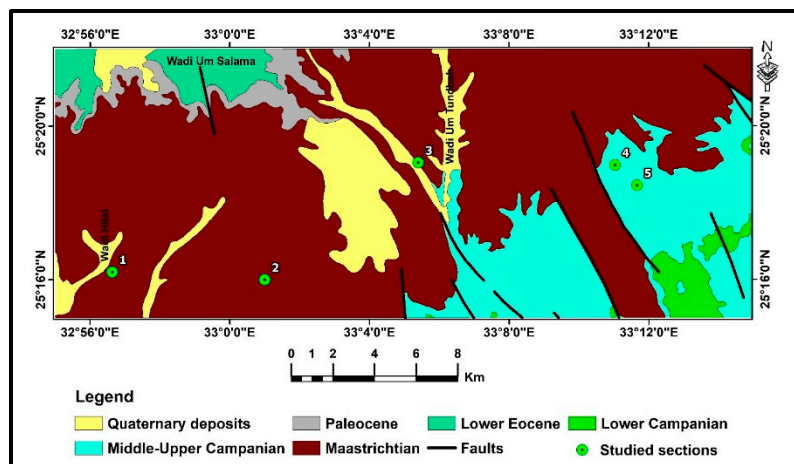 32°56'0"E 33°0'0"E 33°4'0"E 33°8'0"E 33°12'0"E
N
Wadi Um Salama
Wadi Um Tundbah
25°20'0"N 25°20'0"N
3 4
5
Wadi Hilal
1 2
25°16'0"N 25°16'0"N
32°56'0"E 33°0'0"E 33°4'0"E 33°8'0"E 33°12'0"E
0 1 2 4 6 8
Km
Legend
Quaternary deposits Paleocene Lower Eocene Lower Campanian
Middle-Upper Campanian Maastrichtian Faults Studied sections